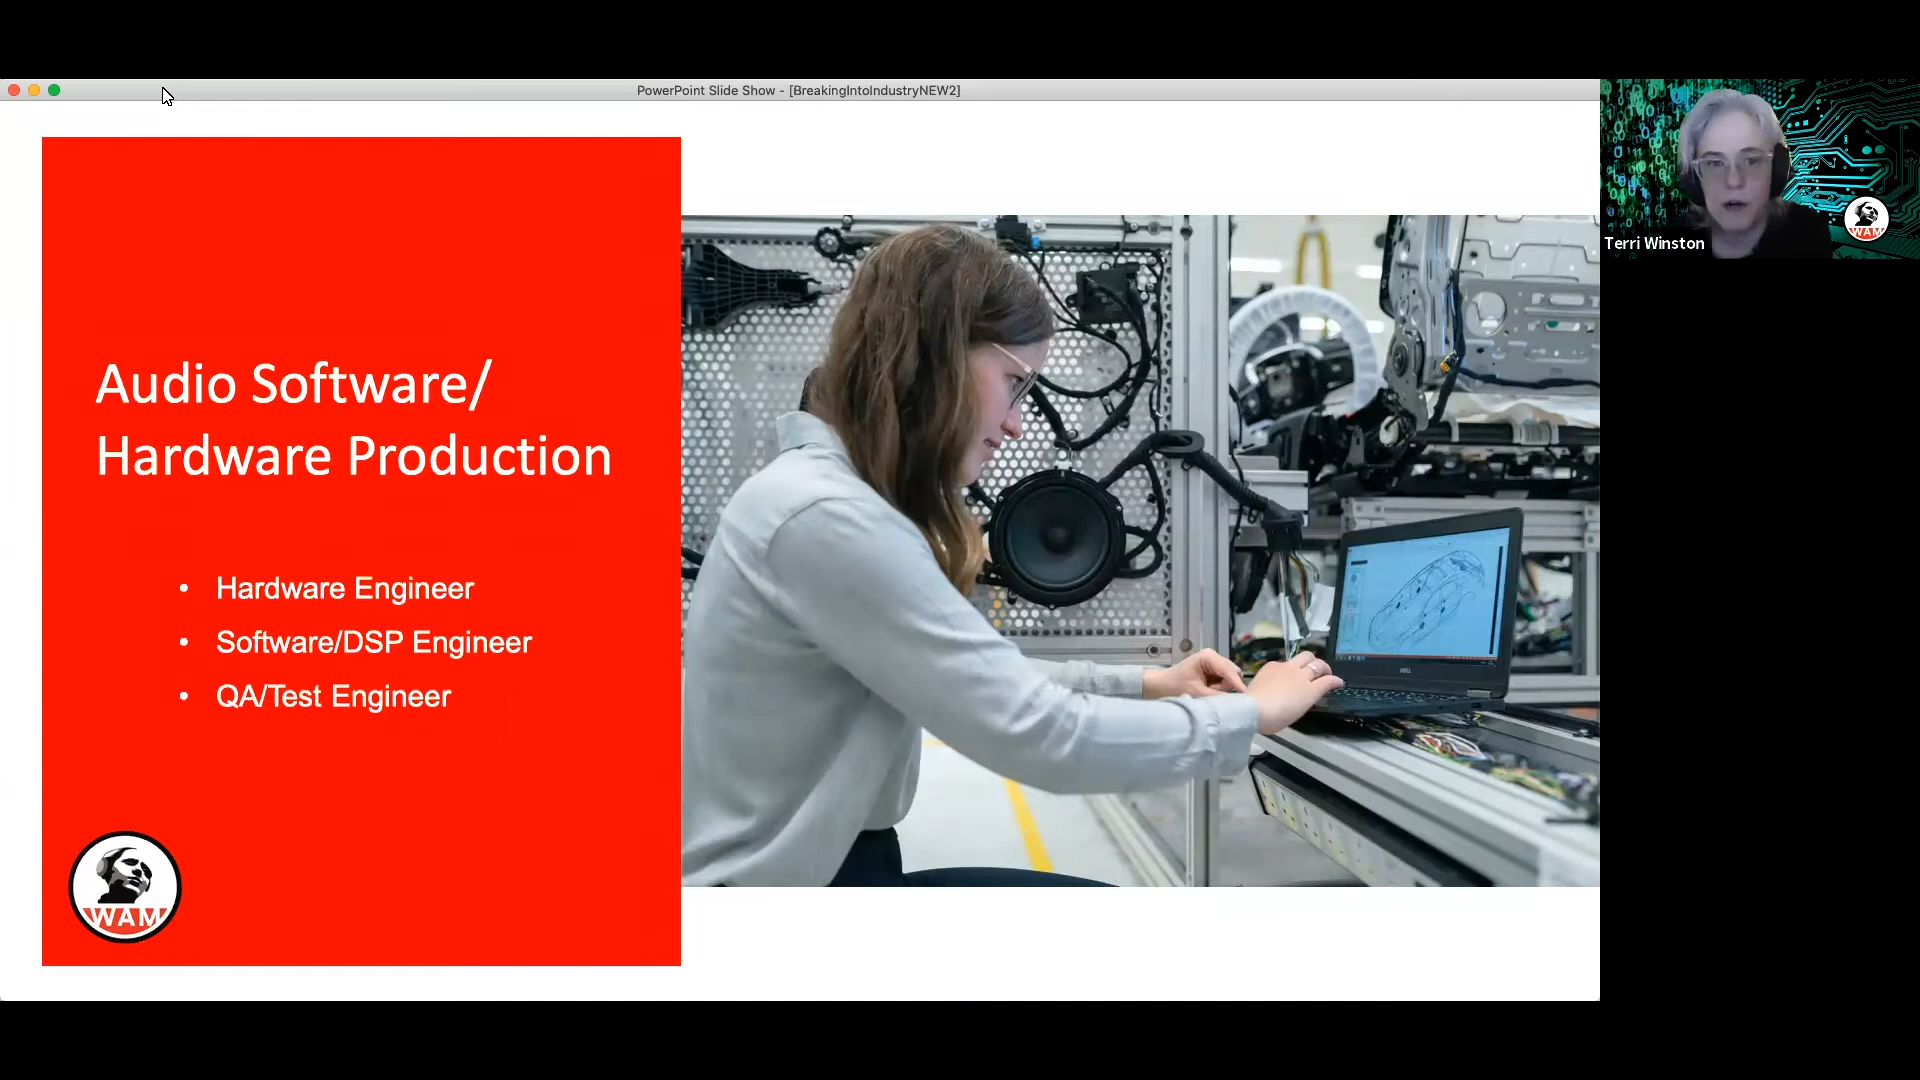 PowerPoint Slide Show - [BreakingIntoIndustryNEW2]
Audio Software/
Hardware Production
• Hardware Engineer
• Software/DSP Engineer
• QA/Test Engineer
WAM
DELL
Terri Winston
WAM